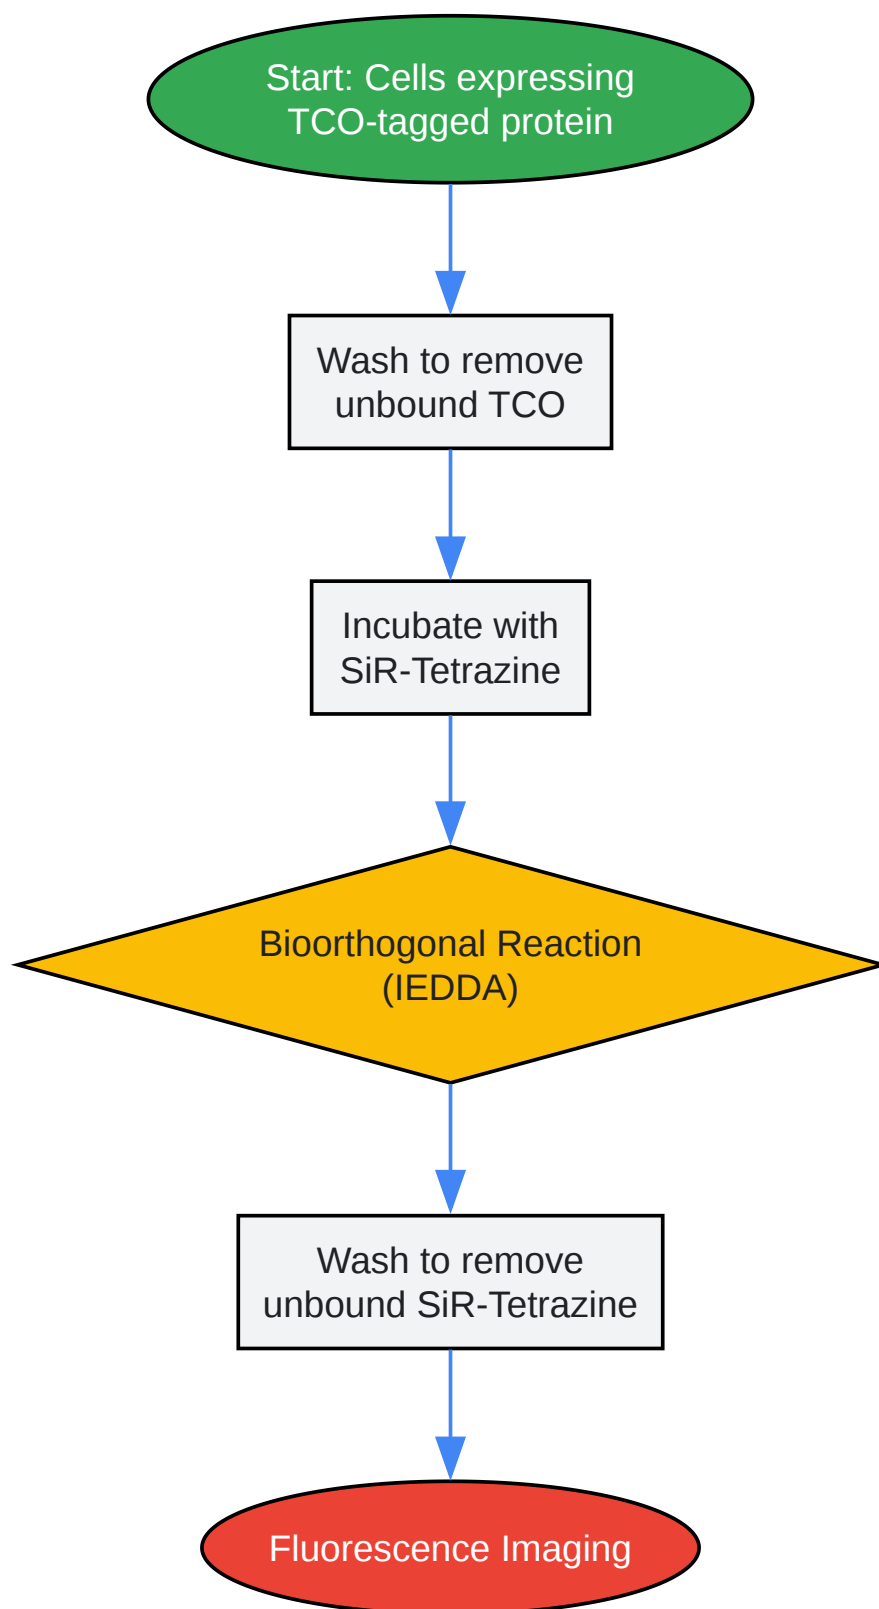 Start: Cells expressing
TCO-tagged protein
Wash to remove
unbound TCO
Incubate with
SiR-Tetrazine
Bioorthogonal Reaction
(IEDDA)
Wash to remove
unbound SiR-Tetrazine
Fluorescence Imaging